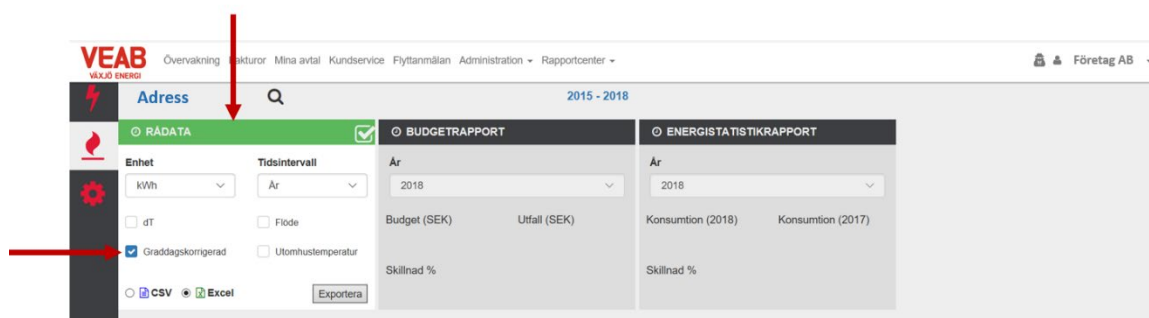 VEAB
VÄXJÖ ENERGI
Övervakning Fakturor Mina avtal Kundservice Flyttanmälan Administration Rapportcenter Företag AB
Adress 2015 - 2018
RÅDATA BUDGETRAPPORT ENERGISTATISTIKRAPPORT
Enhet Tidsintervall År År
kWh År 2018 2018
dT Flöde Budget (SEK) Utfall (SEK) Konsumtion (2018) Konsumtion (2017)
Graddagskorrigerad Utomhustemperatur
Skillnad % Skillnad %
CSV Excel Exportera